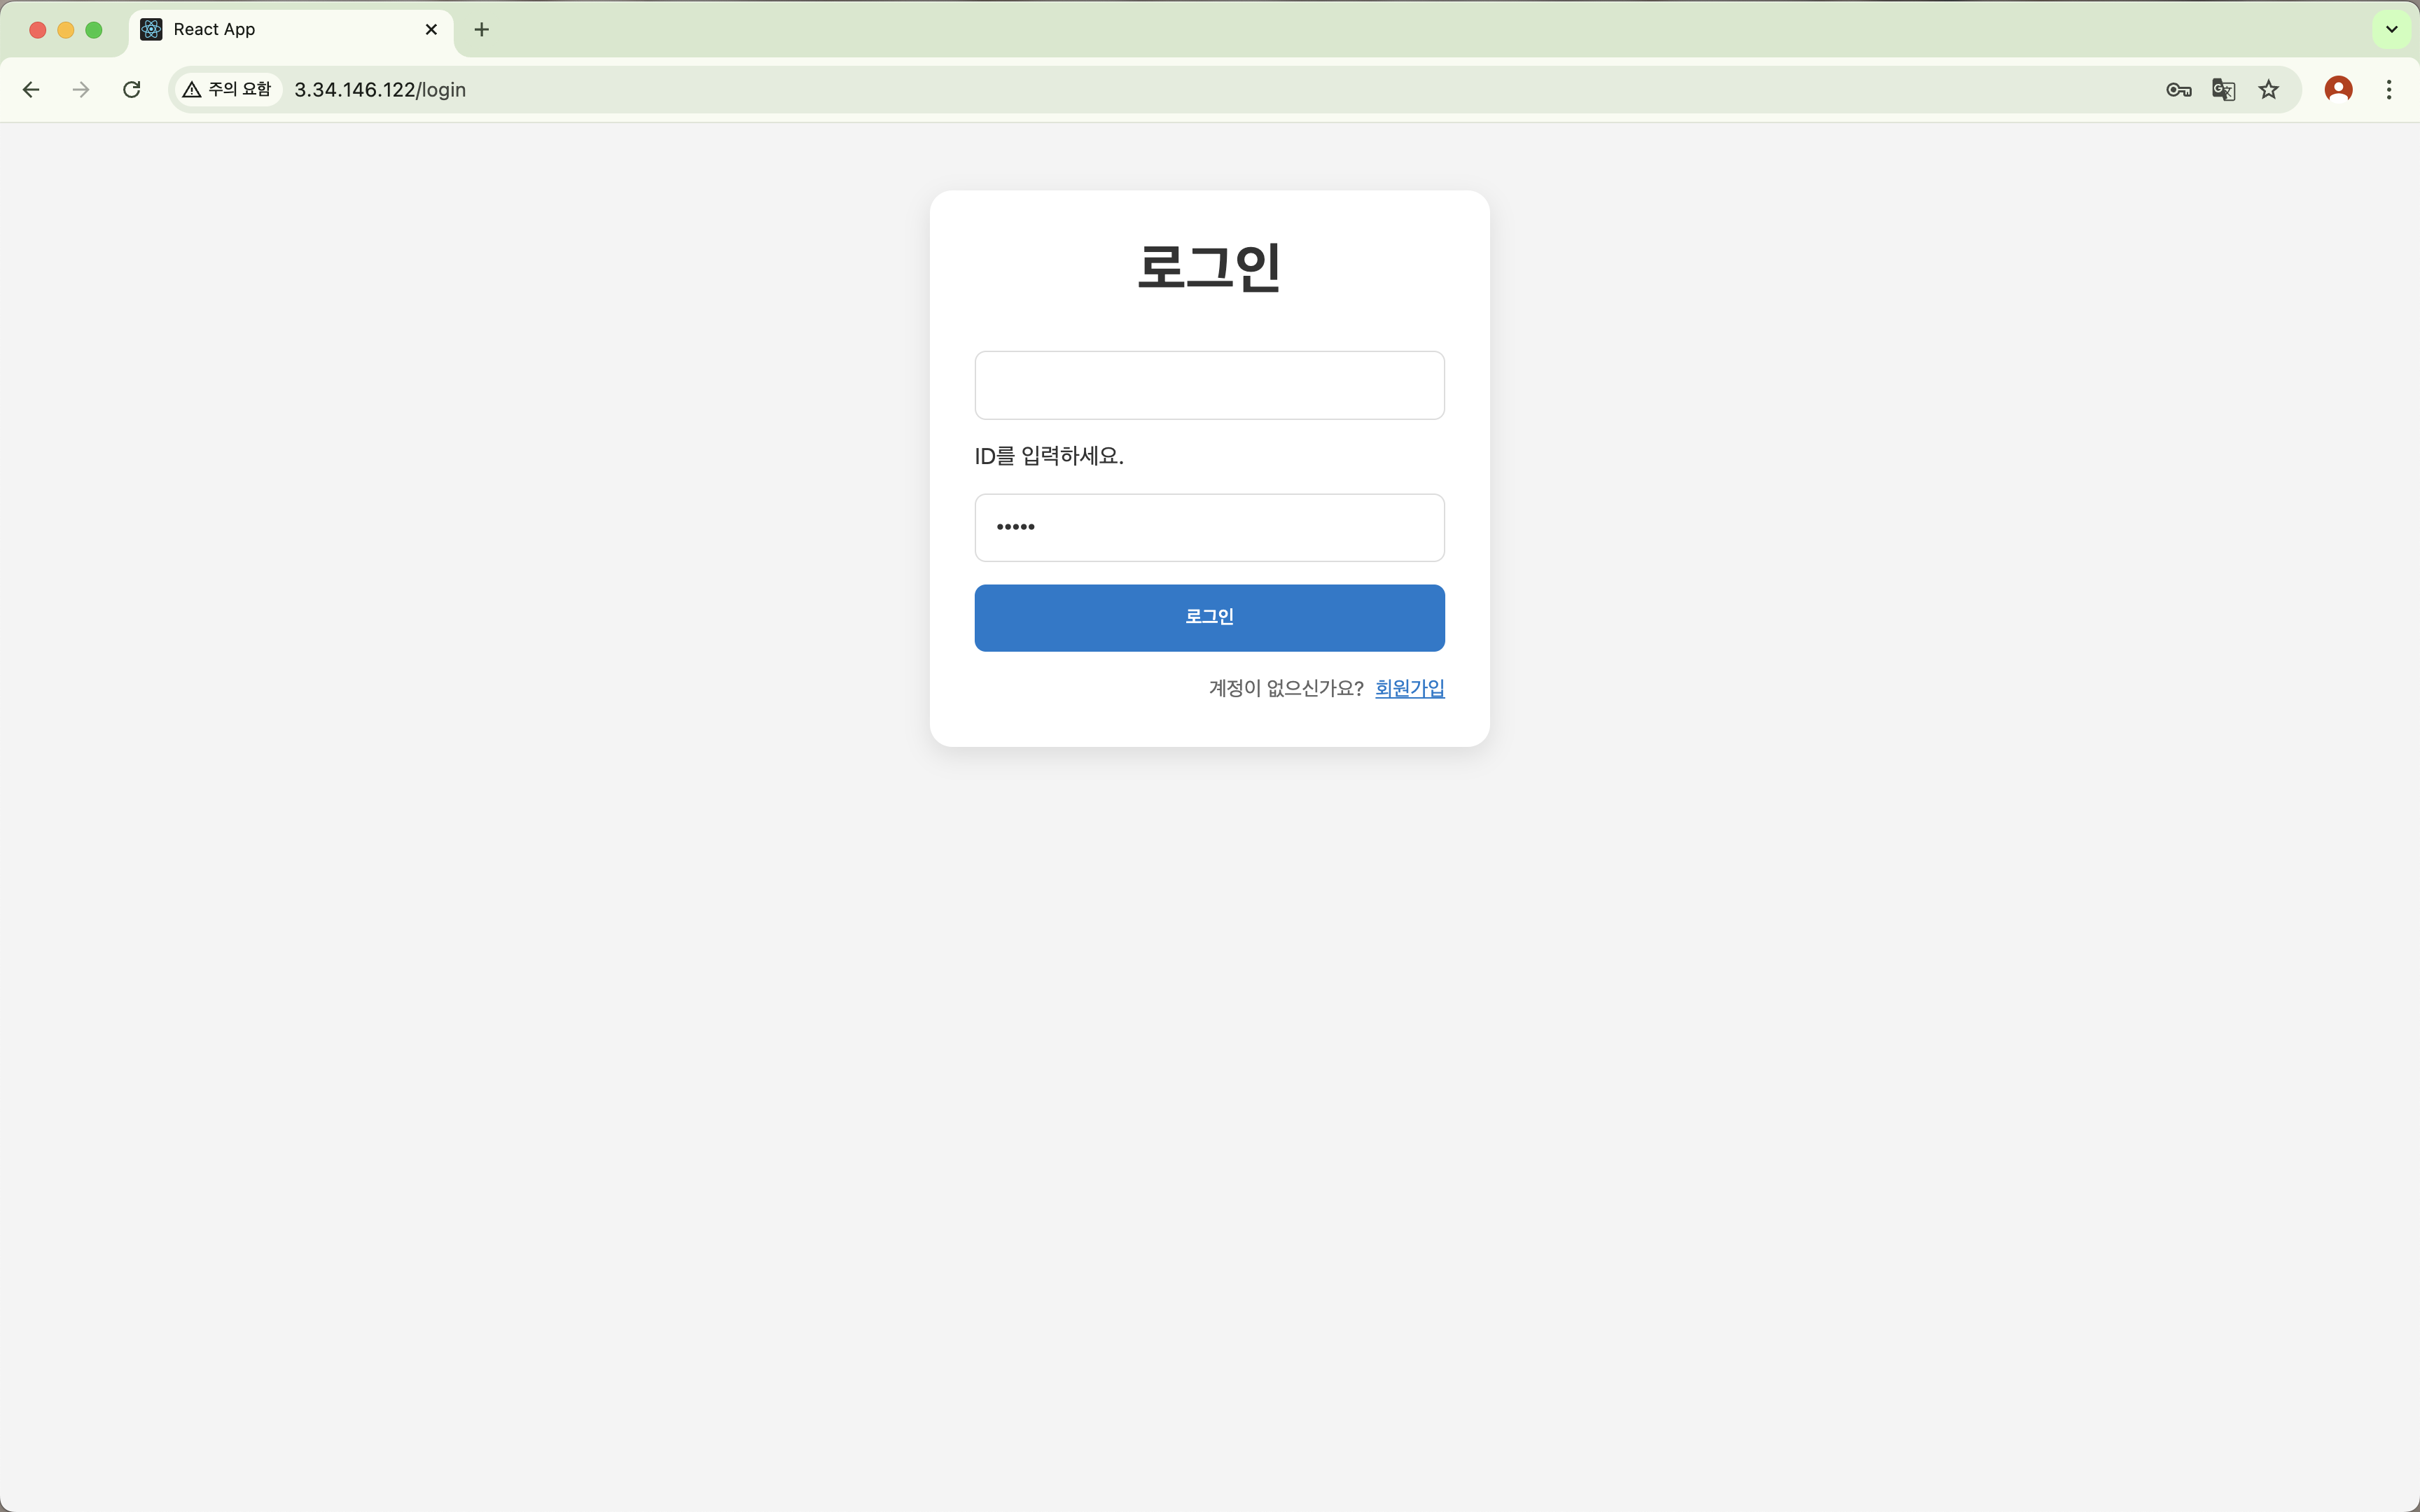 React App
주의 요함 3.34.146.122/login
로그인
ID를 입력하세요.
•••••
로그인
계정이 없으신가요? 회원가입